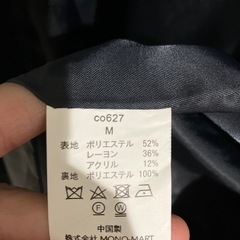 co627
M
表地 ポリエステル 52%
レーヨン 36%
アクリル 12%
裏地 ポリエステル 100%
中国製
株式会社 MONO-MART